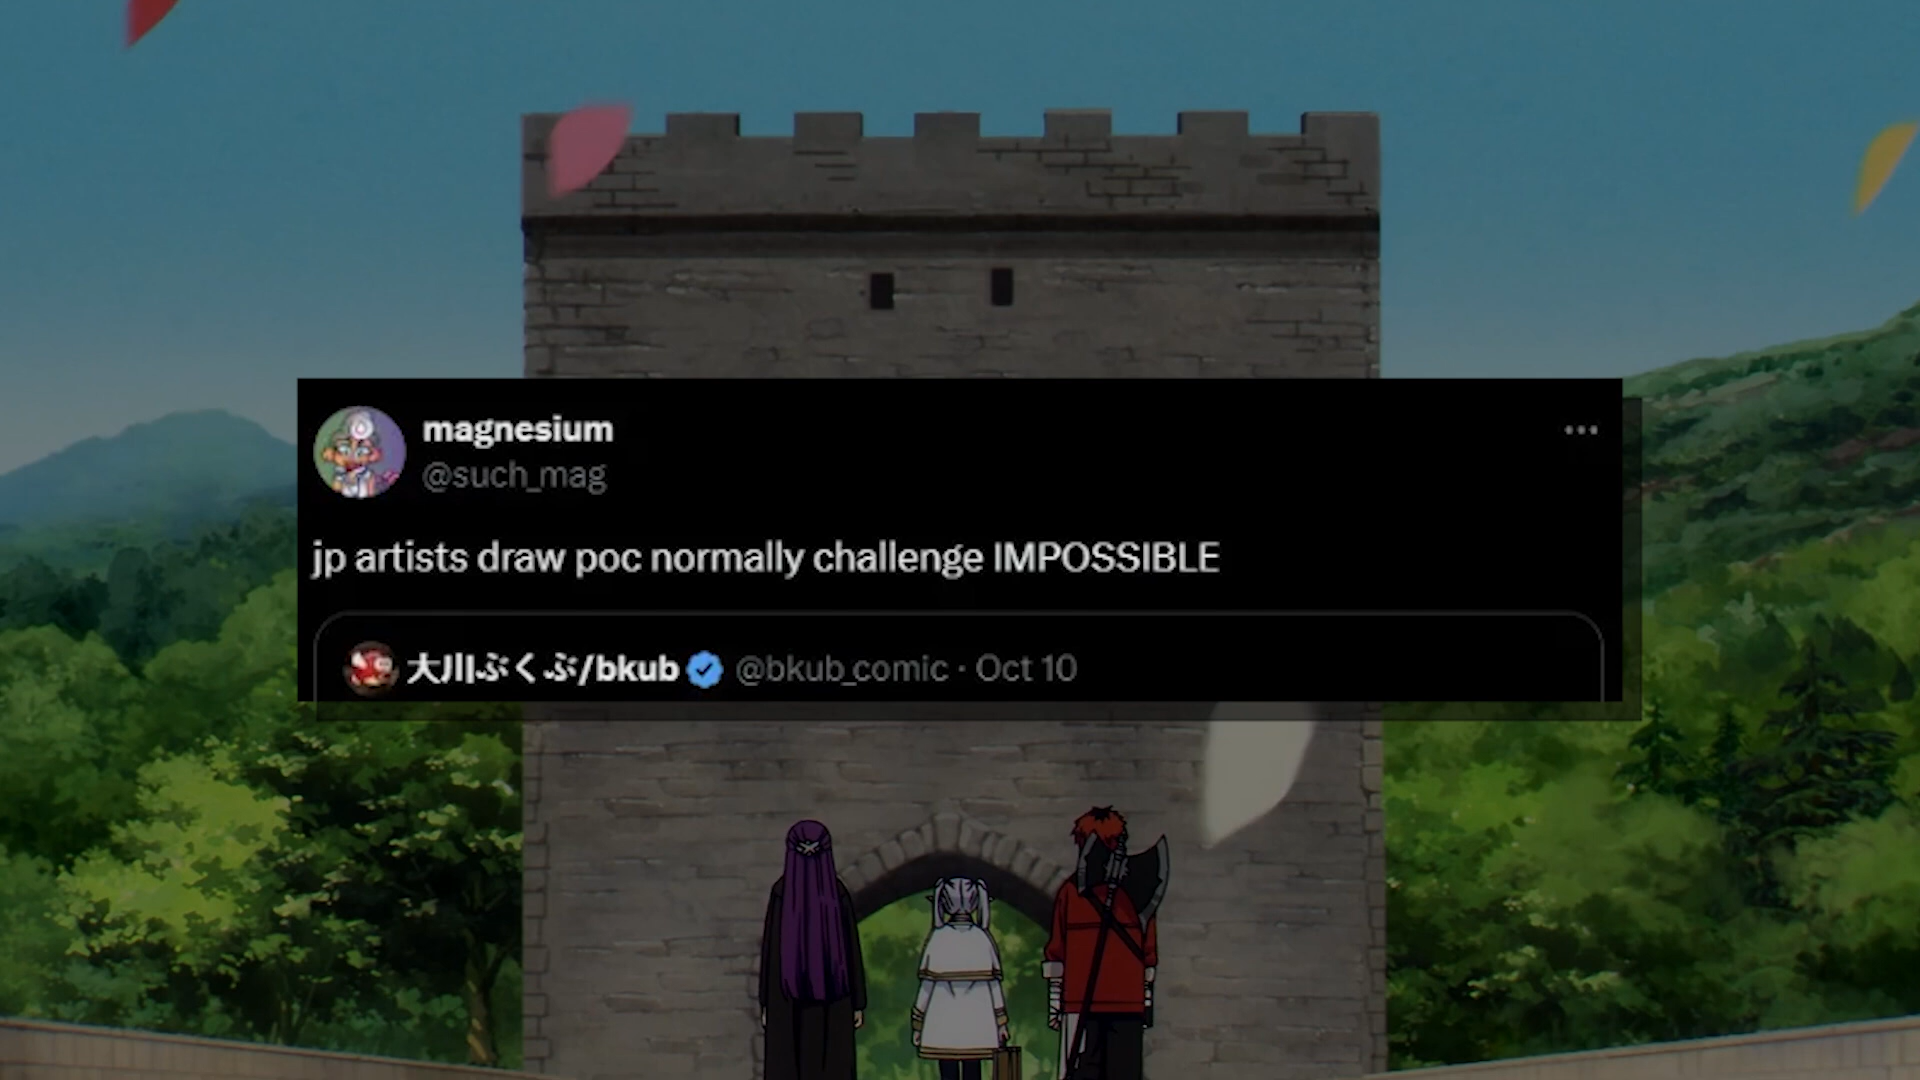 magnesium
@such_mag
jp artists draw poc normally challenge IMPOSSIBLE
大川ぶくぶ/bkub @bkub_comic · Oct 10